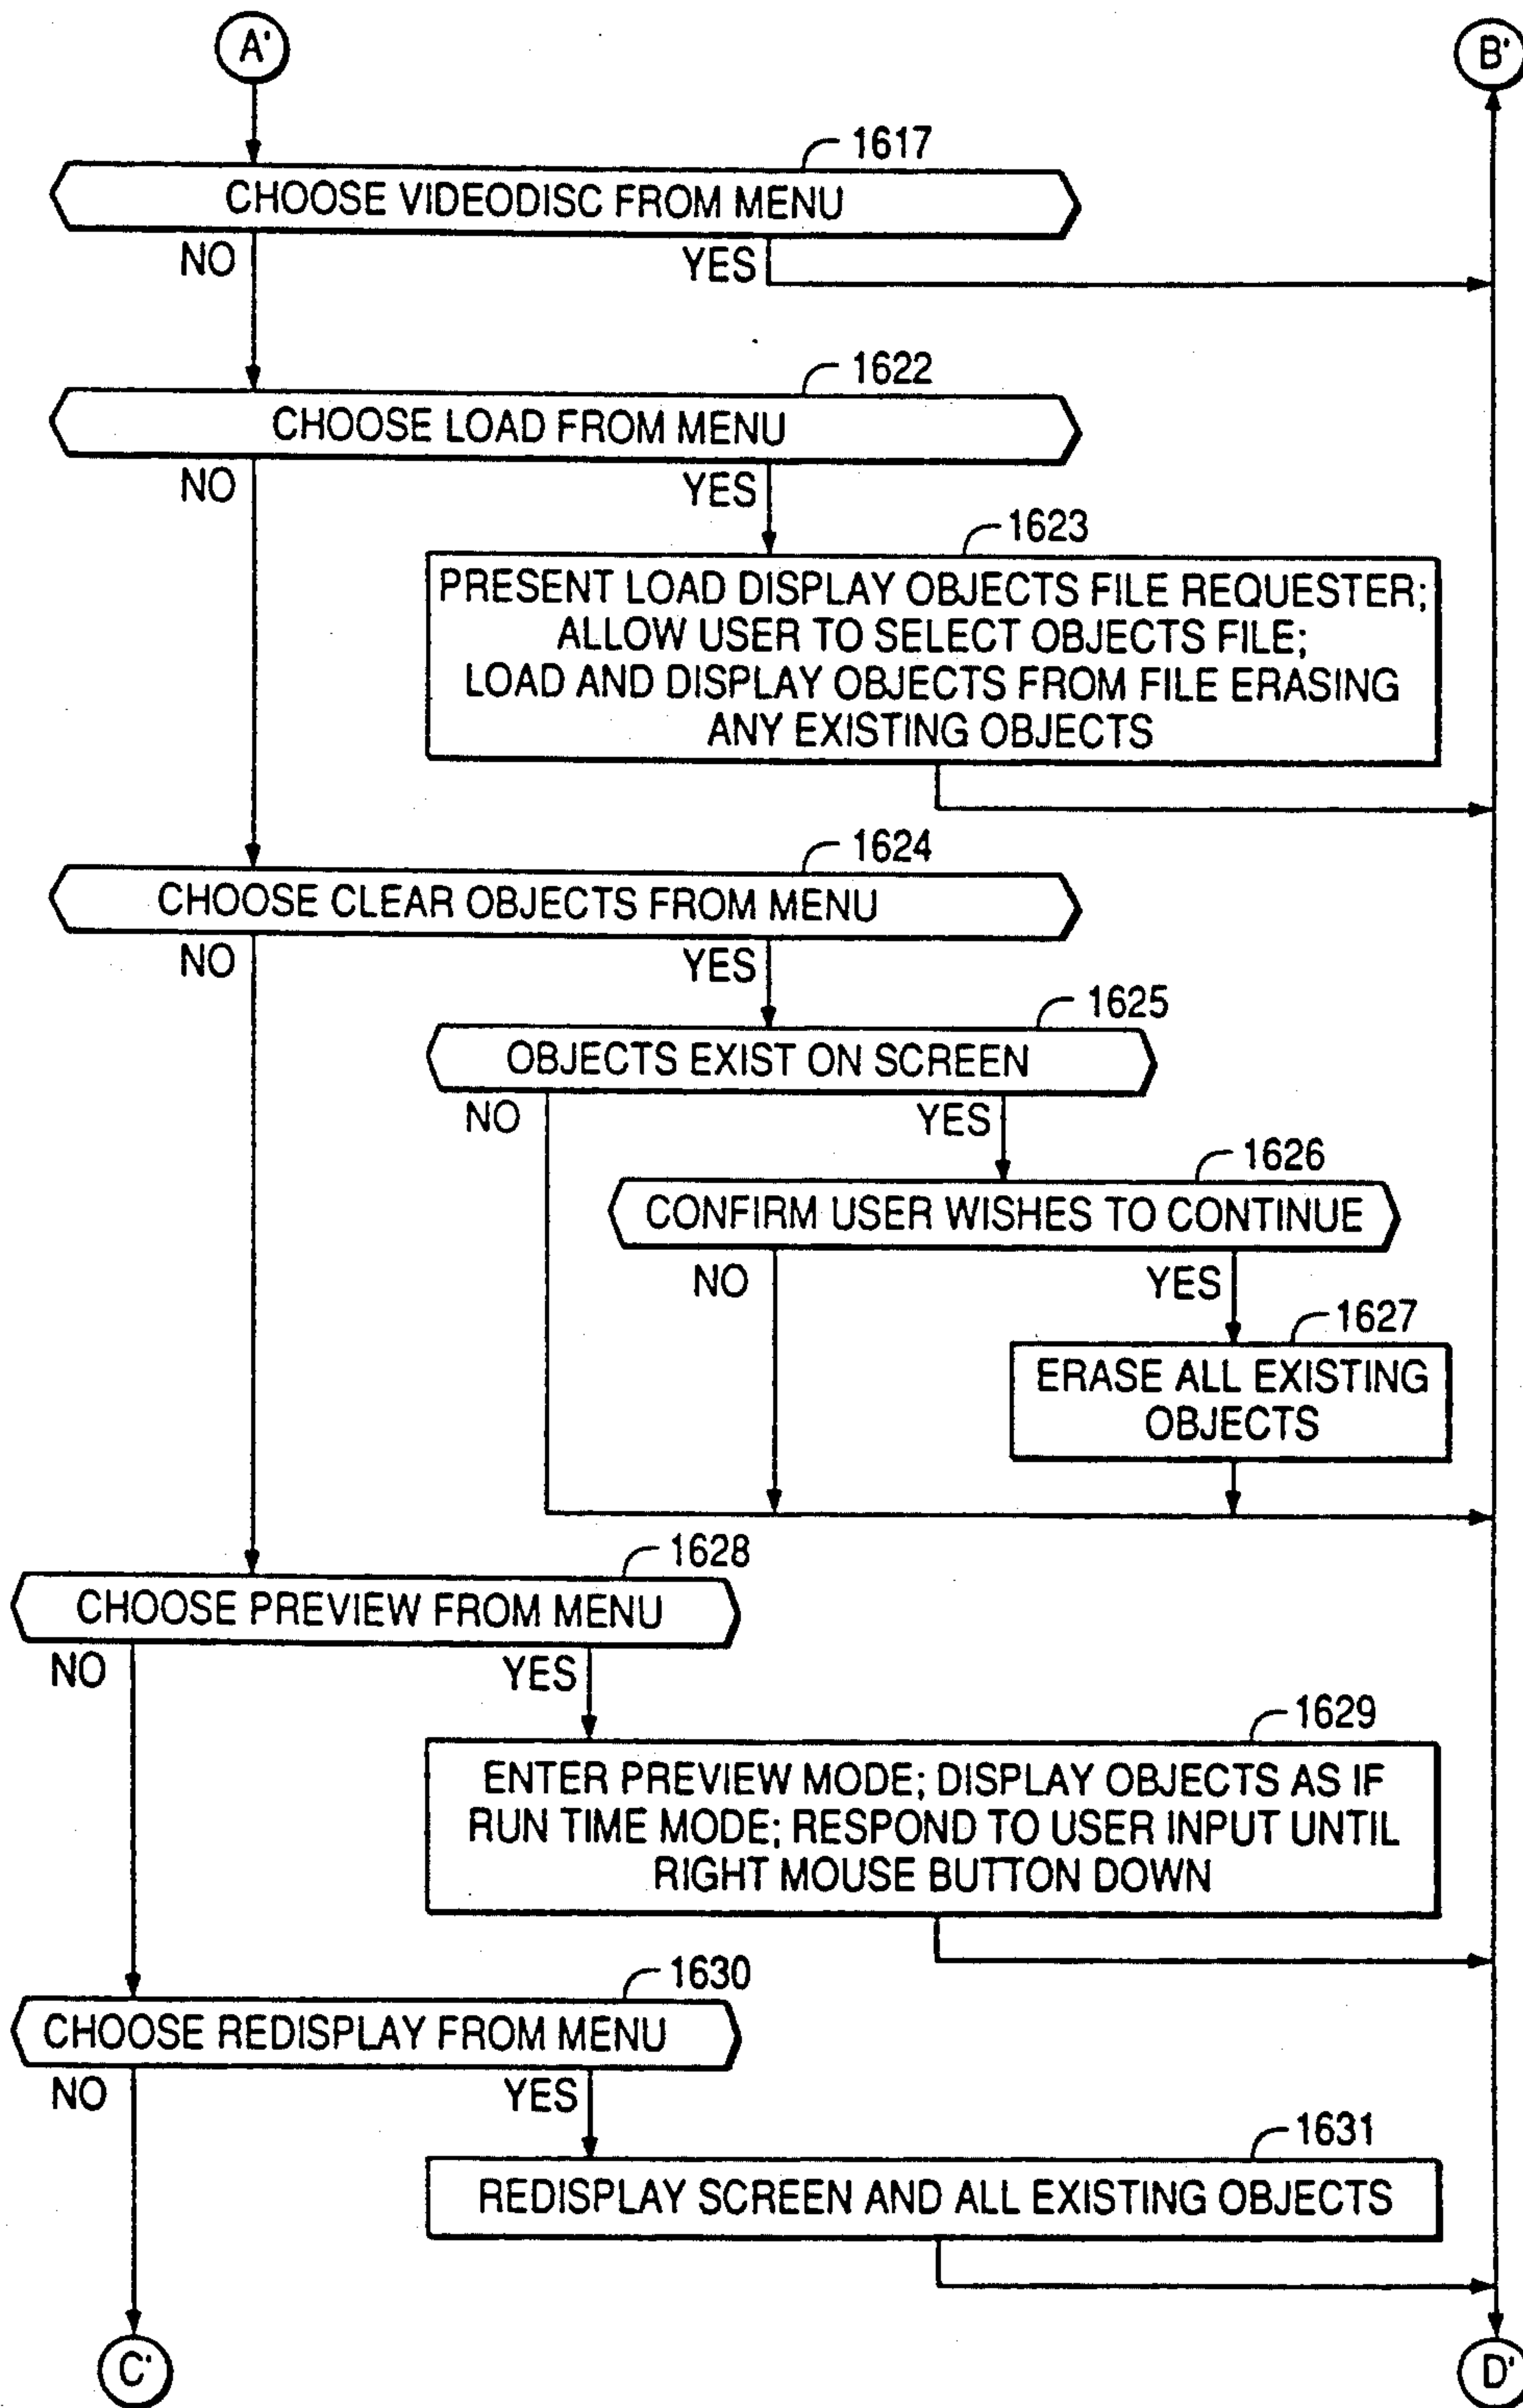 A'
B'
1617
CHOOSE VIDEODISC FROM MENU
NO
YES
1622
CHOOSE LOAD FROM MENU
NO
YES
1623
PRESENT LOAD DISPLAY OBJECTS FILE REQUESTER;
ALLOW USER TO SELECT OBJECTS FILE;
LOAD AND DISPLAY OBJECTS FROM FILE ERASING
ANY EXISTING OBJECTS
1624
CHOOSE CLEAR OBJECTS FROM MENU
NO
YES
1625
OBJECTS EXIST ON SCREEN
NO
YES
1626
CONFIRM USER WISHES TO CONTINUE
NO
YES
1627
ERASE ALL EXISTING
OBJECTS
1628
CHOOSE PREVIEW FROM MENU
NO
YES
1629
ENTER PREVIEW MODE; DISPLAY OBJECTS AS IF
RUN TIME MODE; RESPOND TO USER INPUT UNTIL
RIGHT MOUSE BUTTON DOWN
1630
CHOOSE REDISPLAY FROM MENU
NO
YES
1631
REDISPLAY SCREEN AND ALL EXISTING OBJECTS
C'
D'